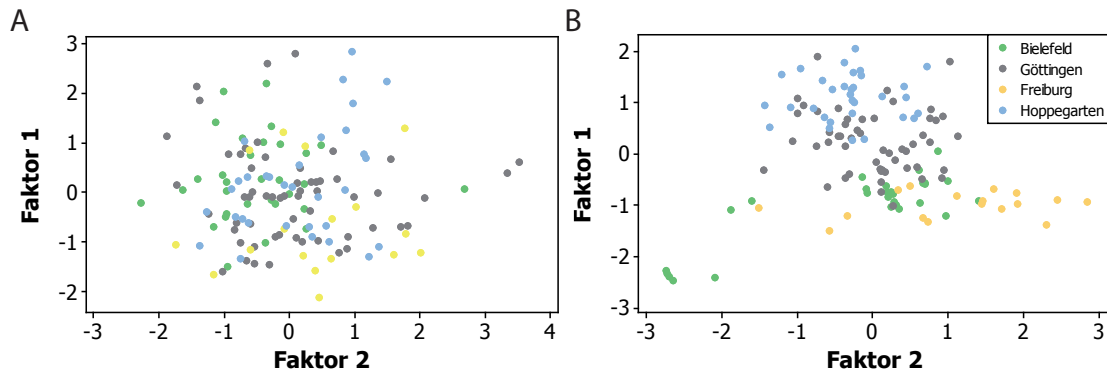 A
Faktor 1
3
2
1
0
-1
-2
-3 -2 -1 0 1 2 3 4
Faktor 2
B
Faktor 1
2
1
0
-1
-2
-3
-3 -2 -1 0 1 2 3
Faktor 2
Bielefeld
Göttingen
Freiburg
Hoppegarten